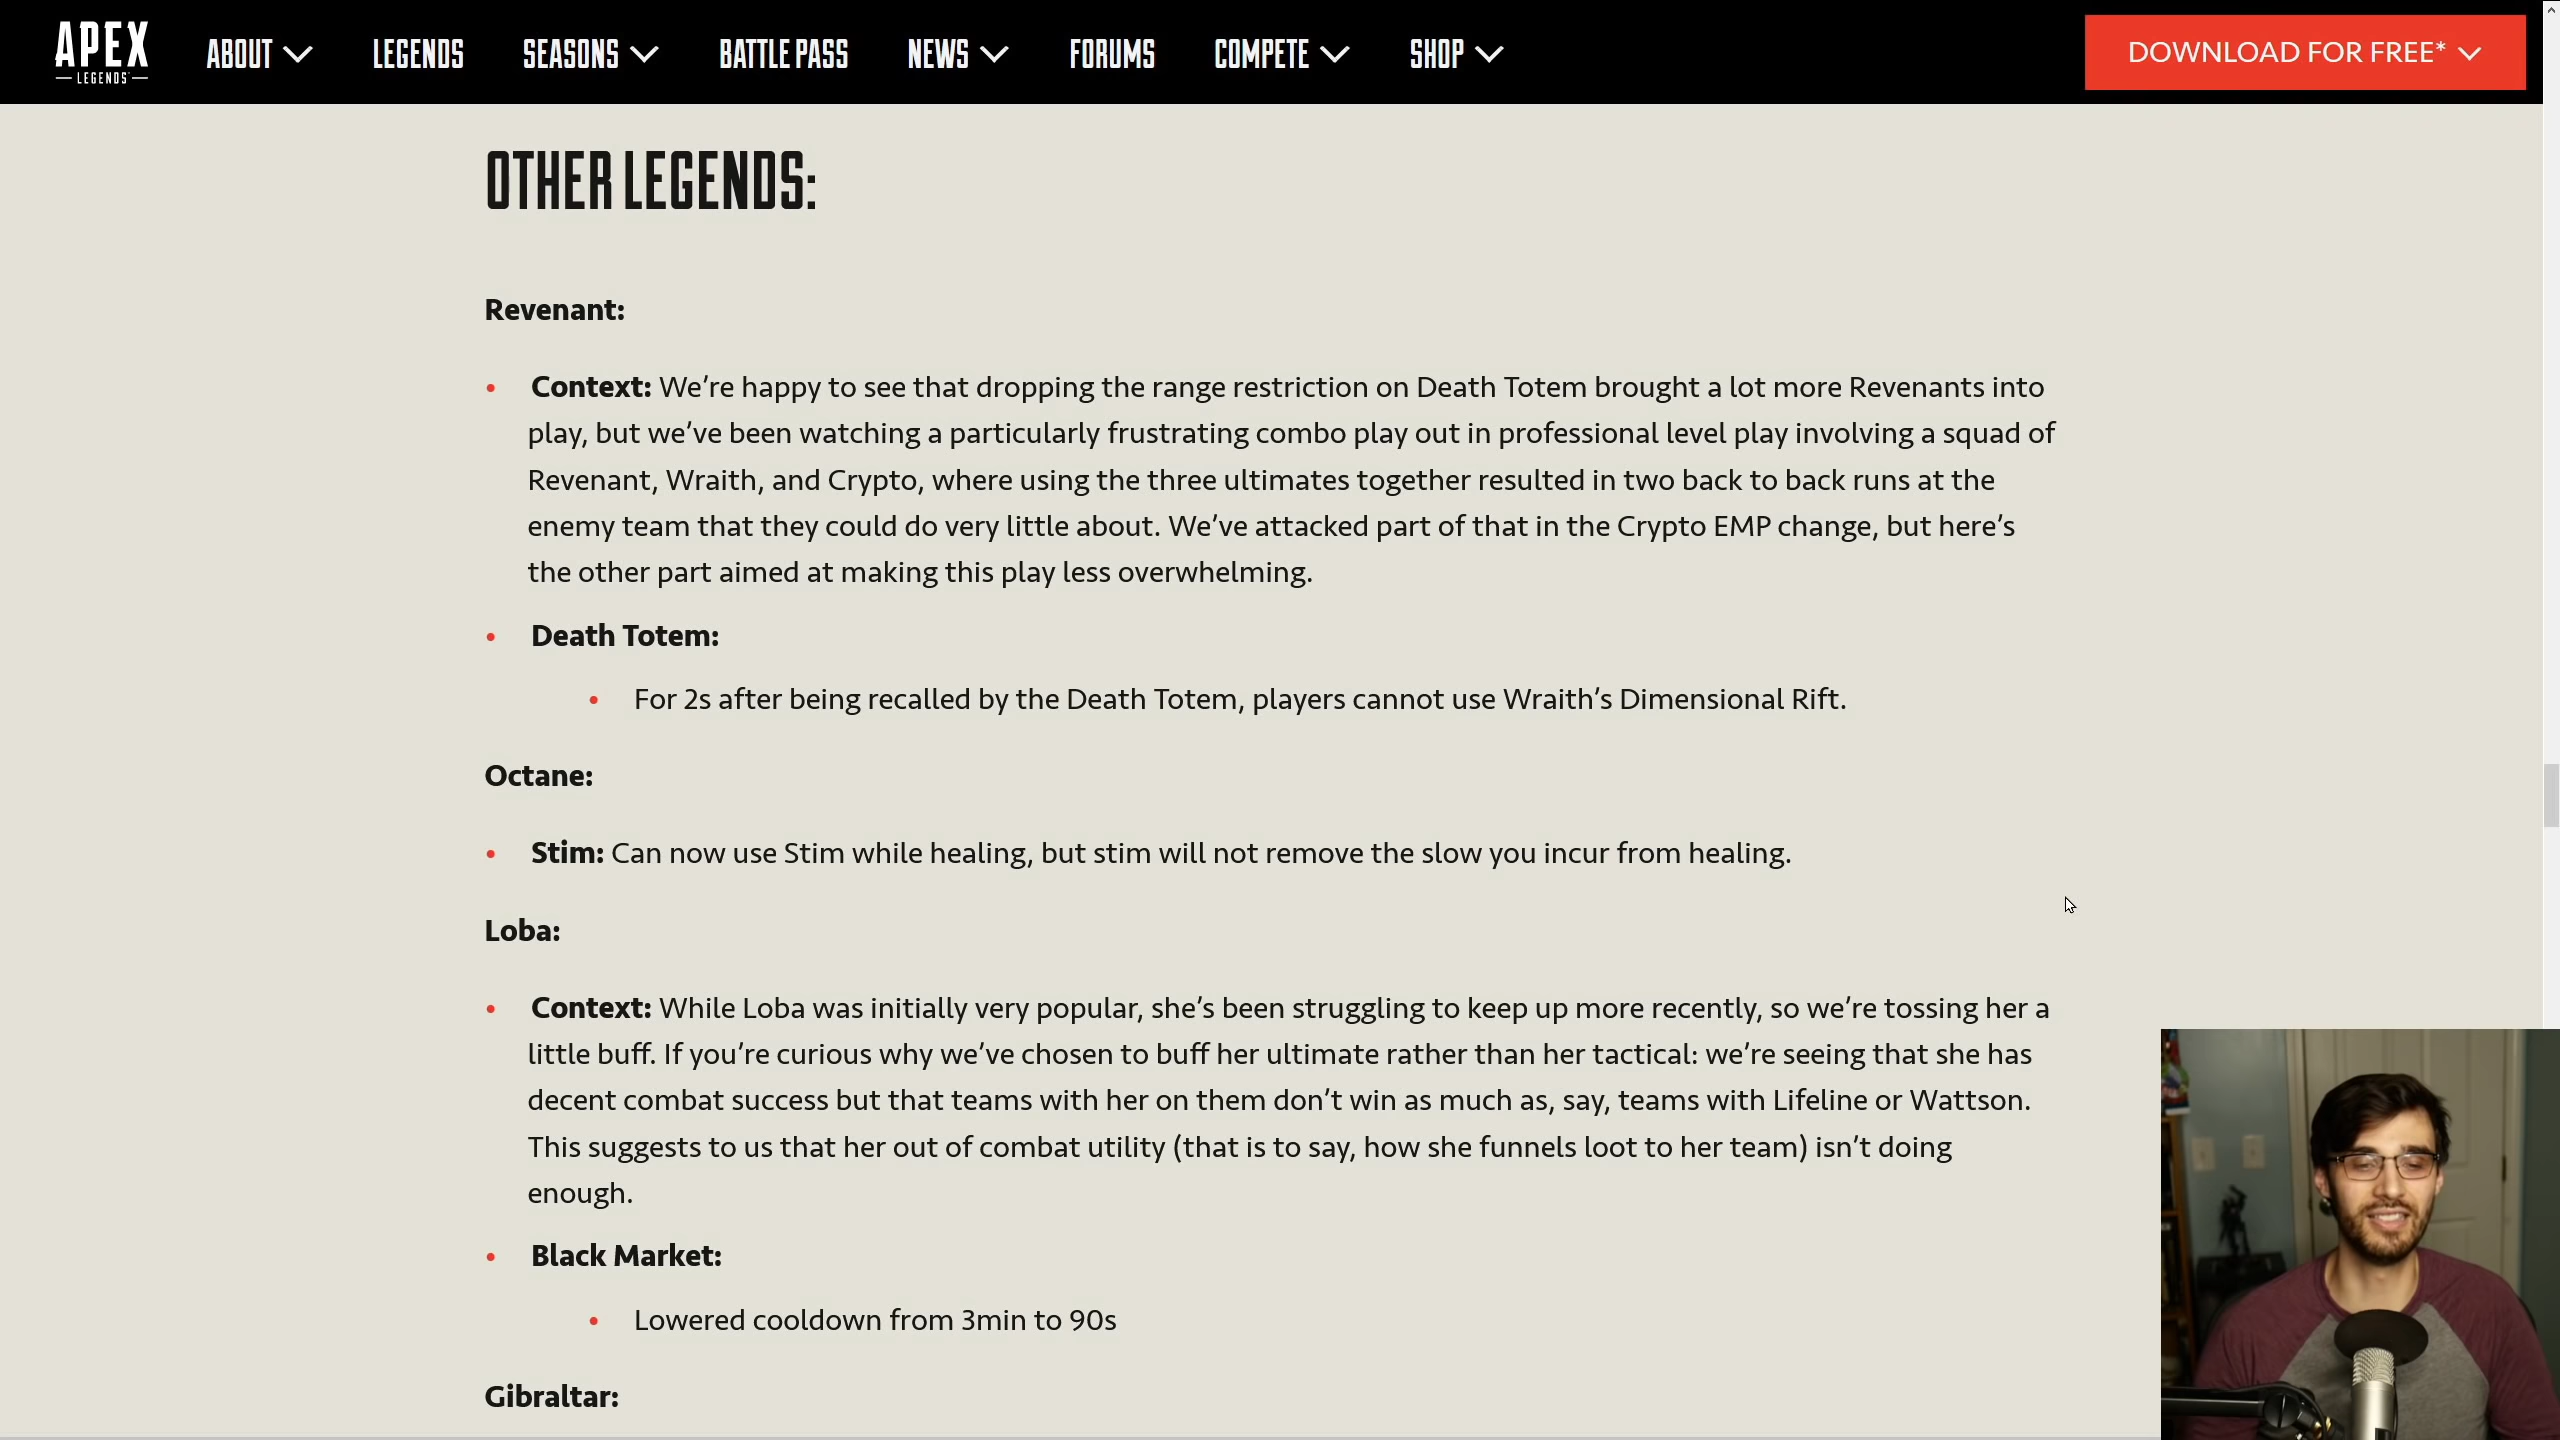 APEX
LEGENDS
ABOUT LEGENDS SEASONS BATTLE PASS NEWS FORUMS COMPETE SHOP DOWNLOAD FOR FREE*
OTHER LEGENDS:
Revenant:
• Context: We’re happy to see that dropping the range restriction on Death Totem brought a lot more Revenants into
play, but we’ve been watching a particularly frustrating combo play out in professional level play involving a squad of
Revenant, Wraith, and Crypto, where using the three ultimates together resulted in two back to back runs at the
enemy team that they could do very little about. We’ve attacked part of that in the Crypto EMP change, but here’s
the other part aimed at making this play less overwhelming.
• Death Totem:
• For 2s after being recalled by the Death Totem, players cannot use Wraith’s Dimensional Rift.
Octane:
• Stim: Can now use Stim while healing, but stim will not remove the slow you incur from healing.
Loba:
• Context: While Loba was initially very popular, she’s been struggling to keep up more recently, so we’re tossing her a
little buff. If you’re curious why we’ve chosen to buff her ultimate rather than her tactical: we’re seeing that she has
decent combat success but that teams with her on them don’t win as much as, say, teams with Lifeline or Wattson.
This suggests to us that her out of combat utility (that is to say, how she funnels loot to her team) isn’t doing
enough.
• Black Market:
• Lowered cooldown from 3min to 90s
Gibraltar: